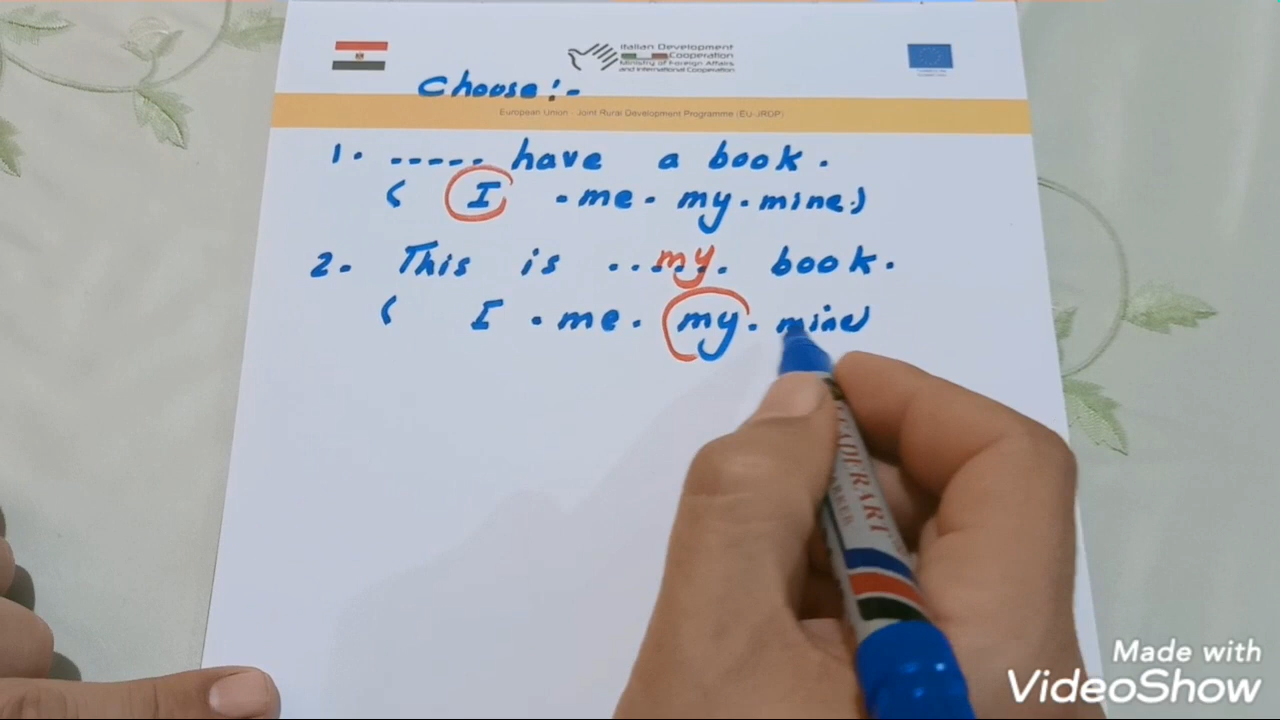 Italian Development
Cooperation
Ministry of Foreign Affairs
and International Cooperation
Choose:-
European Union - Joint Rural Development Programme (EU-JRDP)
1. ..... have a book.
( I . me . my . mine )
2. This is ...... my book.
( I . me . my . mine )
MARKER
Made with
VideoShow